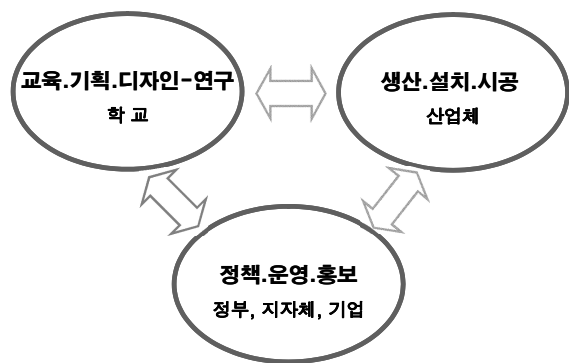 교육.기획.디자인-연구
학 교
생산.설치.시공
산업체
정책.운영.홍보
정부, 지자체, 기업